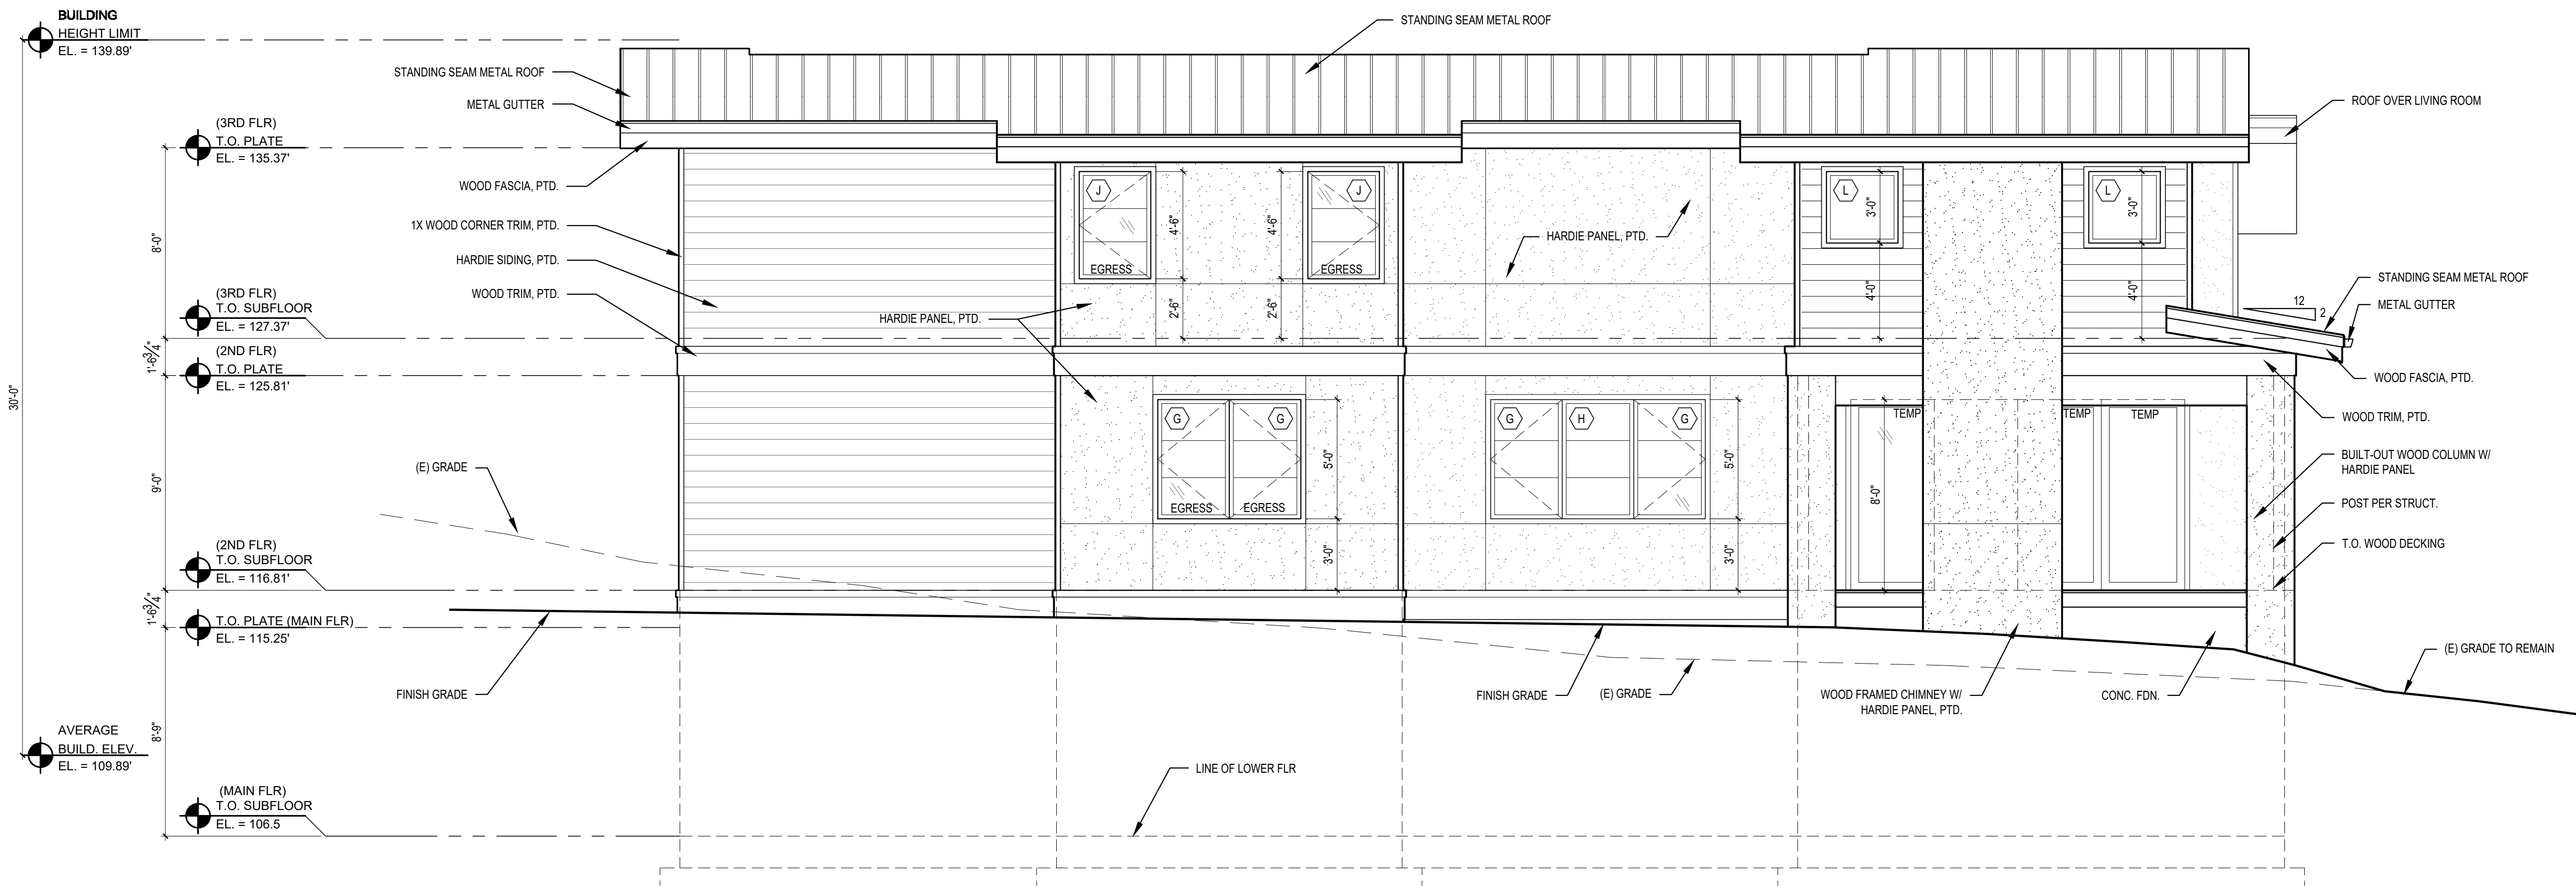 BUILDING
HEIGHT LIMIT
EL. = 139.89'
(3RD FLR)
T.O. PLATE
EL. = 135.37'
(3RD FLR)
T.O. SUBFLOOR
EL. = 127.37'
(2ND FLR)
T.O. PLATE
EL. = 125.81'
(2ND FLR)
T.O. SUBFLOOR
EL. = 116.81'
T.O. PLATE (MAIN FLR)
EL. = 115.25'
AVERAGE
BUILD. ELEV.
EL. = 109.89'
(MAIN FLR)
T.O. SUBFLOOR
EL. = 106.5
30'-0"
8'-0"
1'-6¾"
9'-0"
1'-6¾"
8'-9"
STANDING SEAM METAL ROOF
METAL GUTTER
WOOD FASCIA, PTD.
1X WOOD CORNER TRIM, PTD.
HARDIE SIDING, PTD.
WOOD TRIM, PTD.
(E) GRADE
FINISH GRADE
STANDING SEAM METAL ROOF
J
EGRESS
4'-6"
2'-6"
4'-6"
2'-6"
J
EGRESS
HARDIE PANEL, PTD.
HARDIE PANEL, PTD.
G
G
EGRESS
EGRESS
5'-0"
3'-0"
G
H
G
5'-0"
3'-0"
L
3'-0"
4'-0"
L
3'-0"
4'-0"
TEMP
TEMP
TEMP
8'-0"
ROOF OVER LIVING ROOM
12
2
STANDING SEAM METAL ROOF
METAL GUTTER
WOOD FASCIA, PTD.
WOOD TRIM, PTD.
BUILT-OUT WOOD COLUMN W/
HARDIE PANEL
POST PER STRUCT.
T.O. WOOD DECKING
(E) GRADE TO REMAIN
FINISH GRADE
(E) GRADE
WOOD FRAMED CHIMNEY W/
HARDIE PANEL, PTD.
CONC. FDN.
LINE OF LOWER FLR